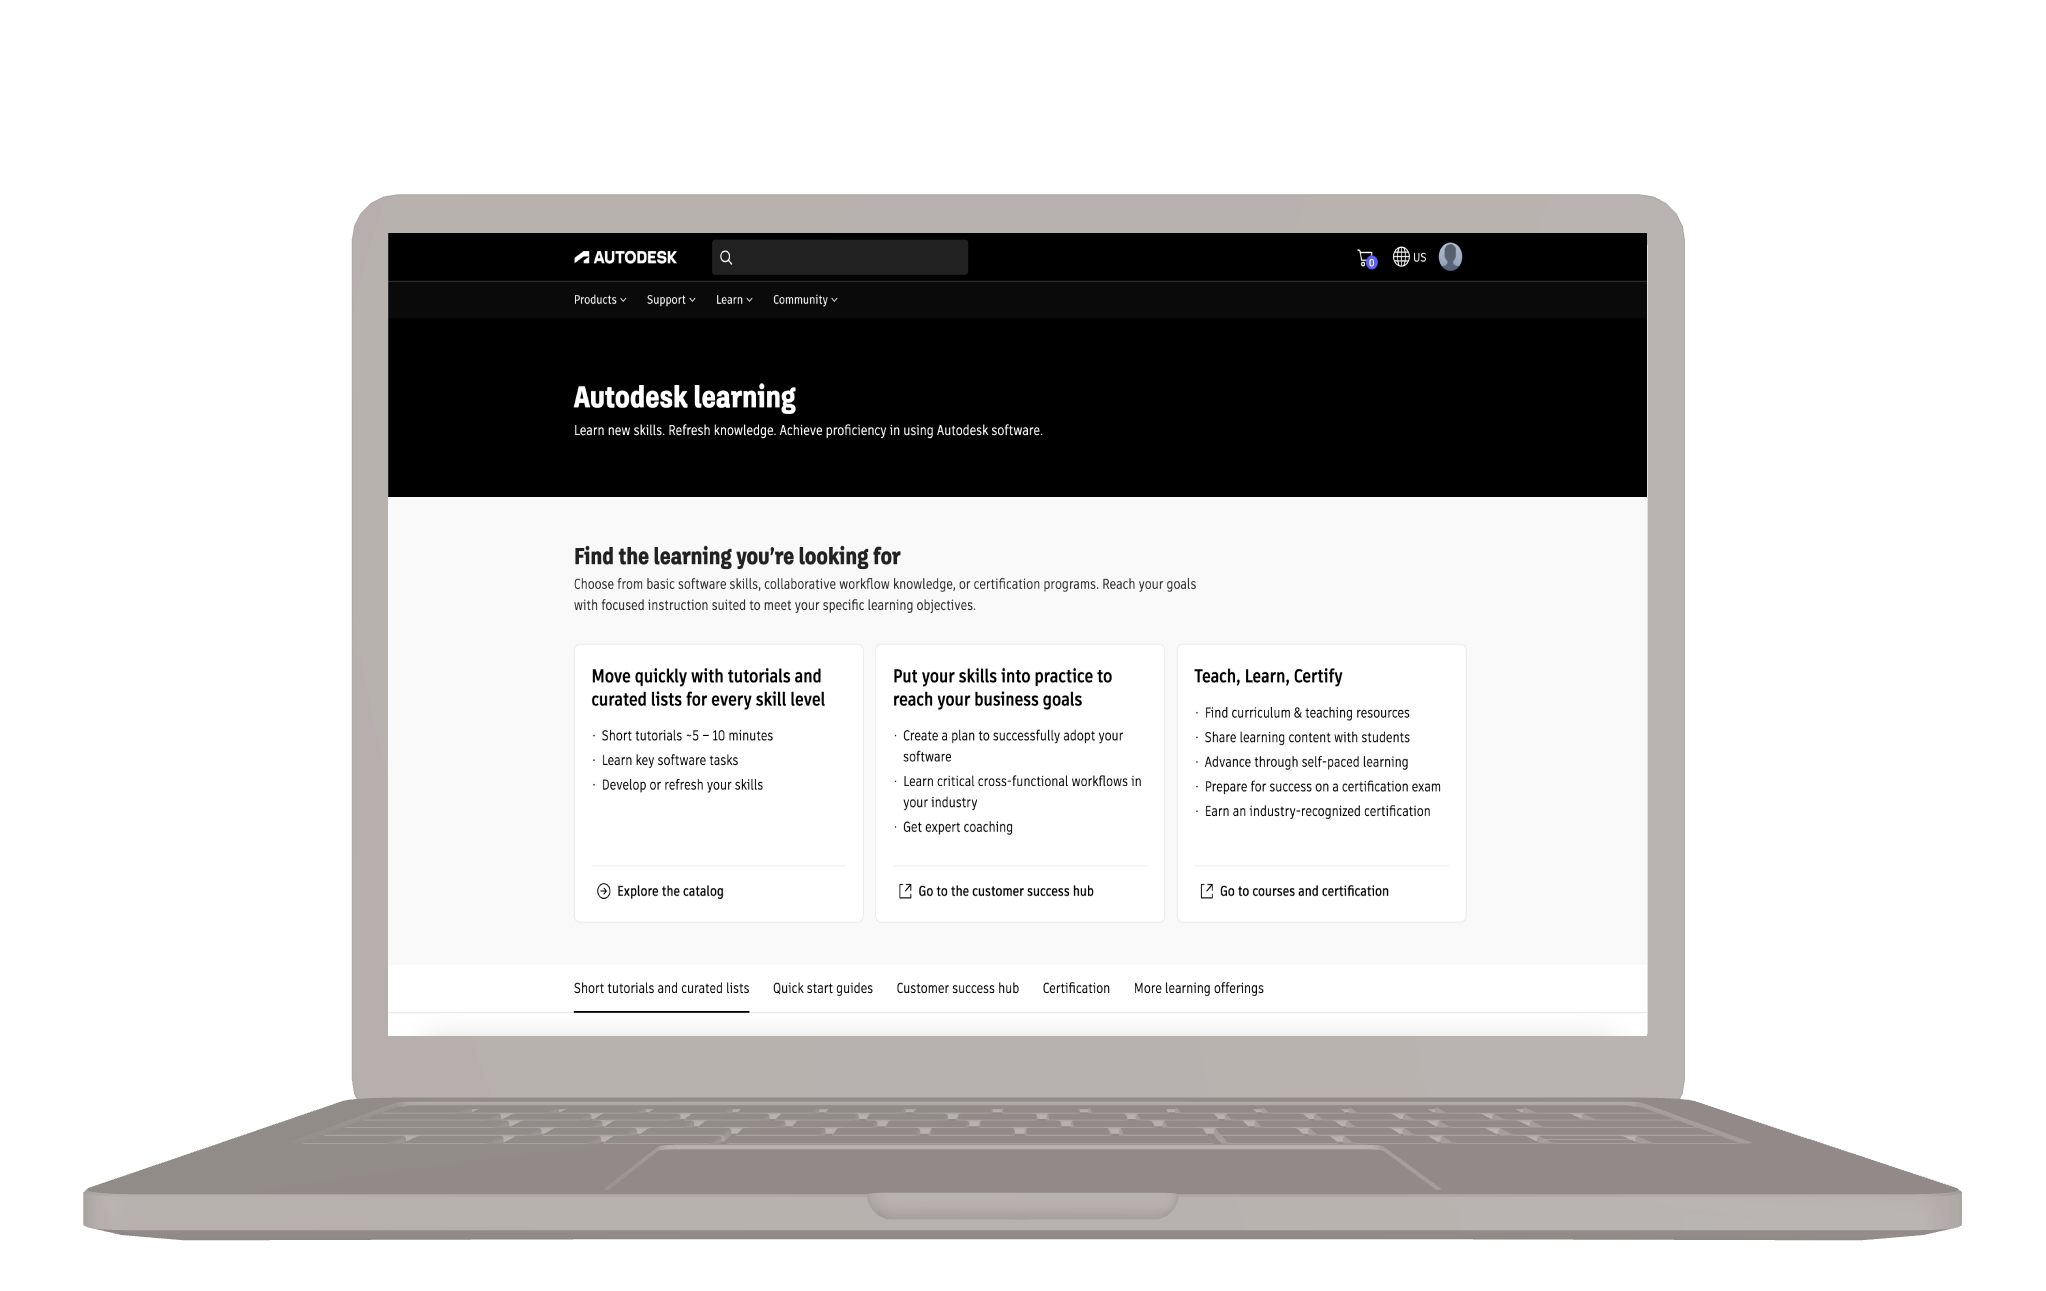 AUTODESK
0
US
Products
Support
Learn
Community
Autodesk learning
Learn new skills. Refresh knowledge. Achieve proficiency in using Autodesk software.
Find the learning you're looking for
Choose from basic software skills, collaborative workflow knowledge, or certification programs. Reach your goals
with focused instruction suited to meet your specific learning objectives.
Move quickly with tutorials and
curated lists for every skill level
· Short tutorials ~5 – 10 minutes
· Learn key software tasks
· Develop or refresh your skills
Explore the catalog
Put your skills into practice to
reach your business goals
· Create a plan to successfully adopt your
software
· Learn critical cross-functional workflows in
your industry
· Get expert coaching
Go to the customer success hub
Teach, Learn, Certify
· Find curriculum & teaching resources
· Share learning content with students
· Advance through self-paced learning
· Prepare for success on a certification exam
· Earn an industry-recognized certification
Go to courses and certification
Short tutorials and curated lists
Quick start guides
Customer success hub
Certification
More learning offerings